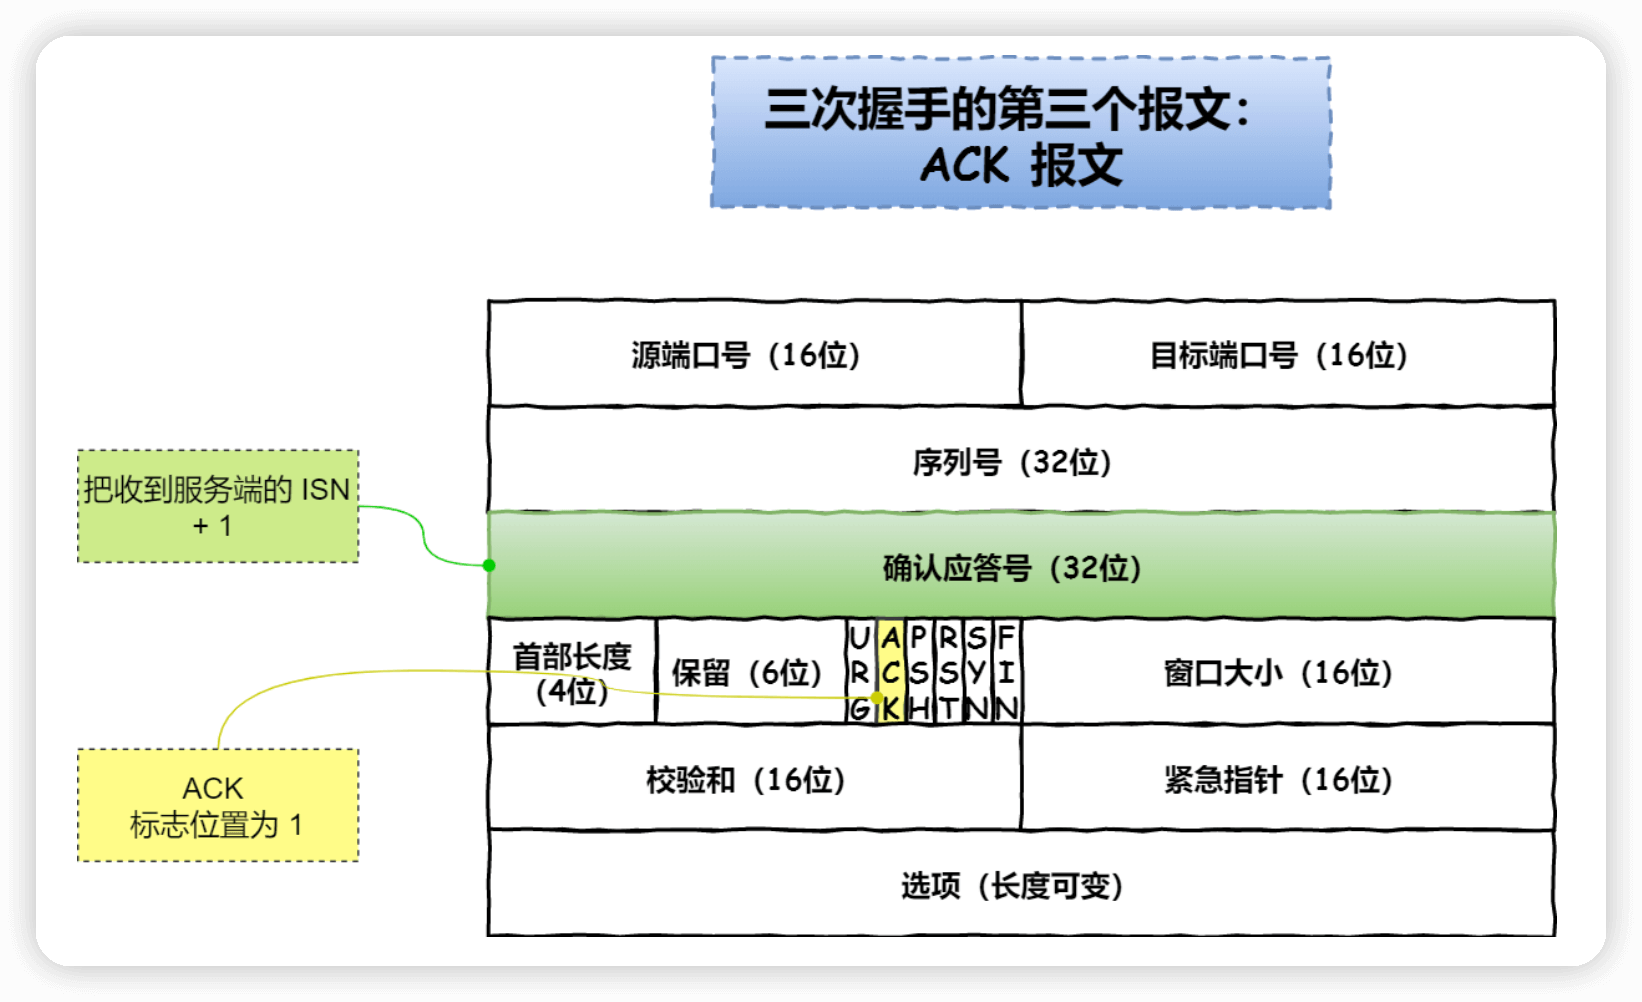 三次握手的第三个报文：
ACK 报文
源端口号（16位）
目标端口号（16位）
序列号（32位）
把收到服务端的 ISN
+ 1
确认应答号（32位）
首部长度
（4位）
保留（6位）
URG
ACK
PSH
RST
SYN
FIN
窗口大小（16位）
ACK
标志位置为 1
校验和（16位）
紧急指针（16位）
选项（长度可变）